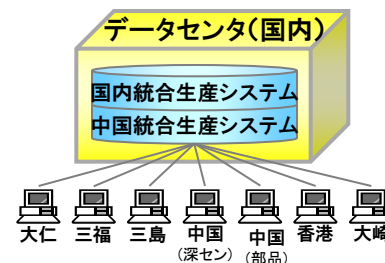 データセンタ(国内)
国内統合生産システム
中国統合生産システム
大仁 三福 三島 中国 中国 香港 大崎
(深セン) (部品)